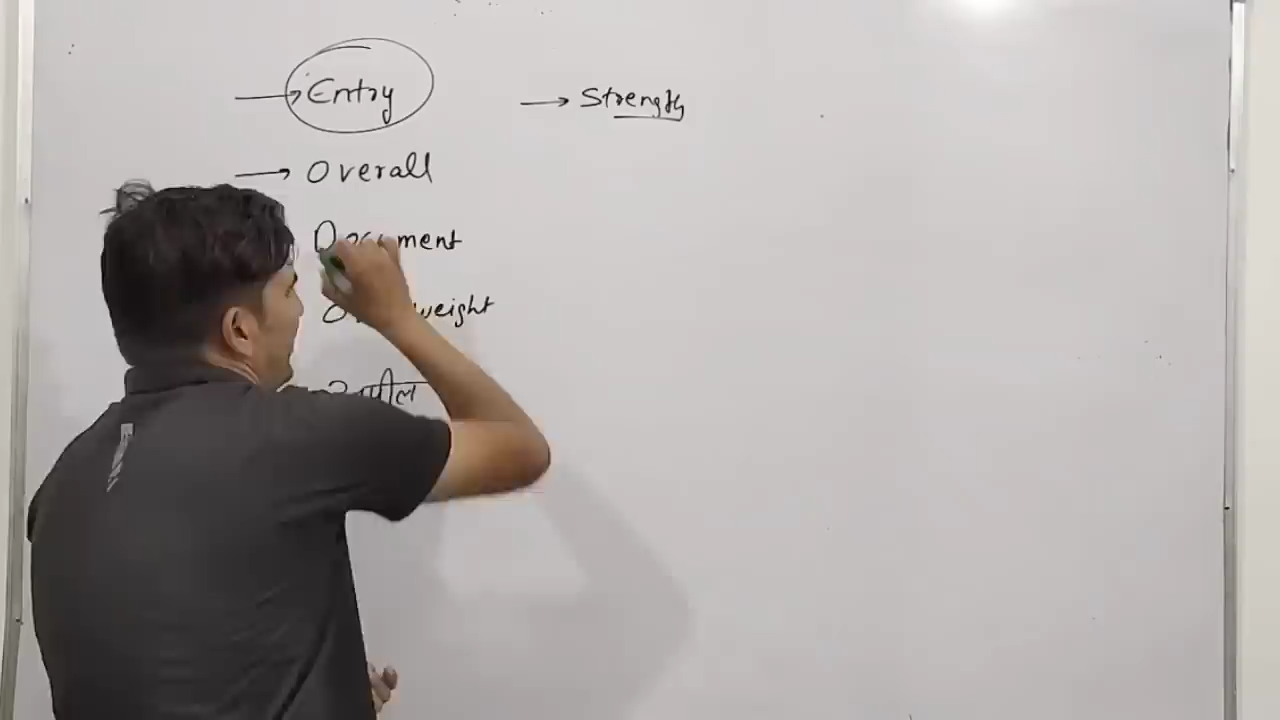 → Entry → Strength
→ Overall
Document
weight